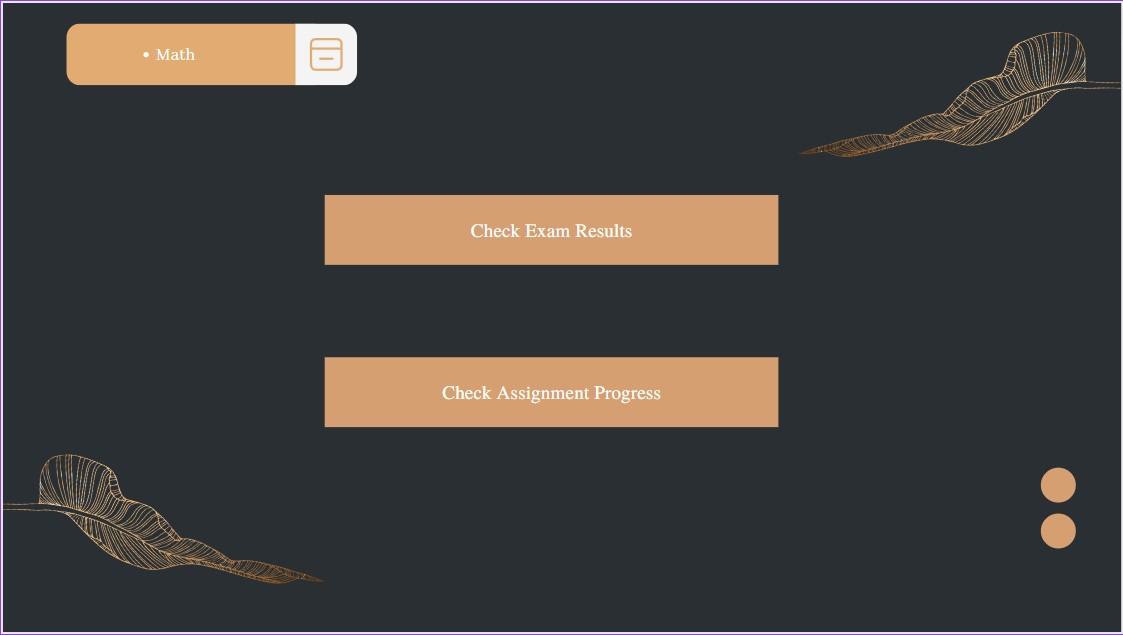 • Math
Check Exam Results
Check Assignment Progress